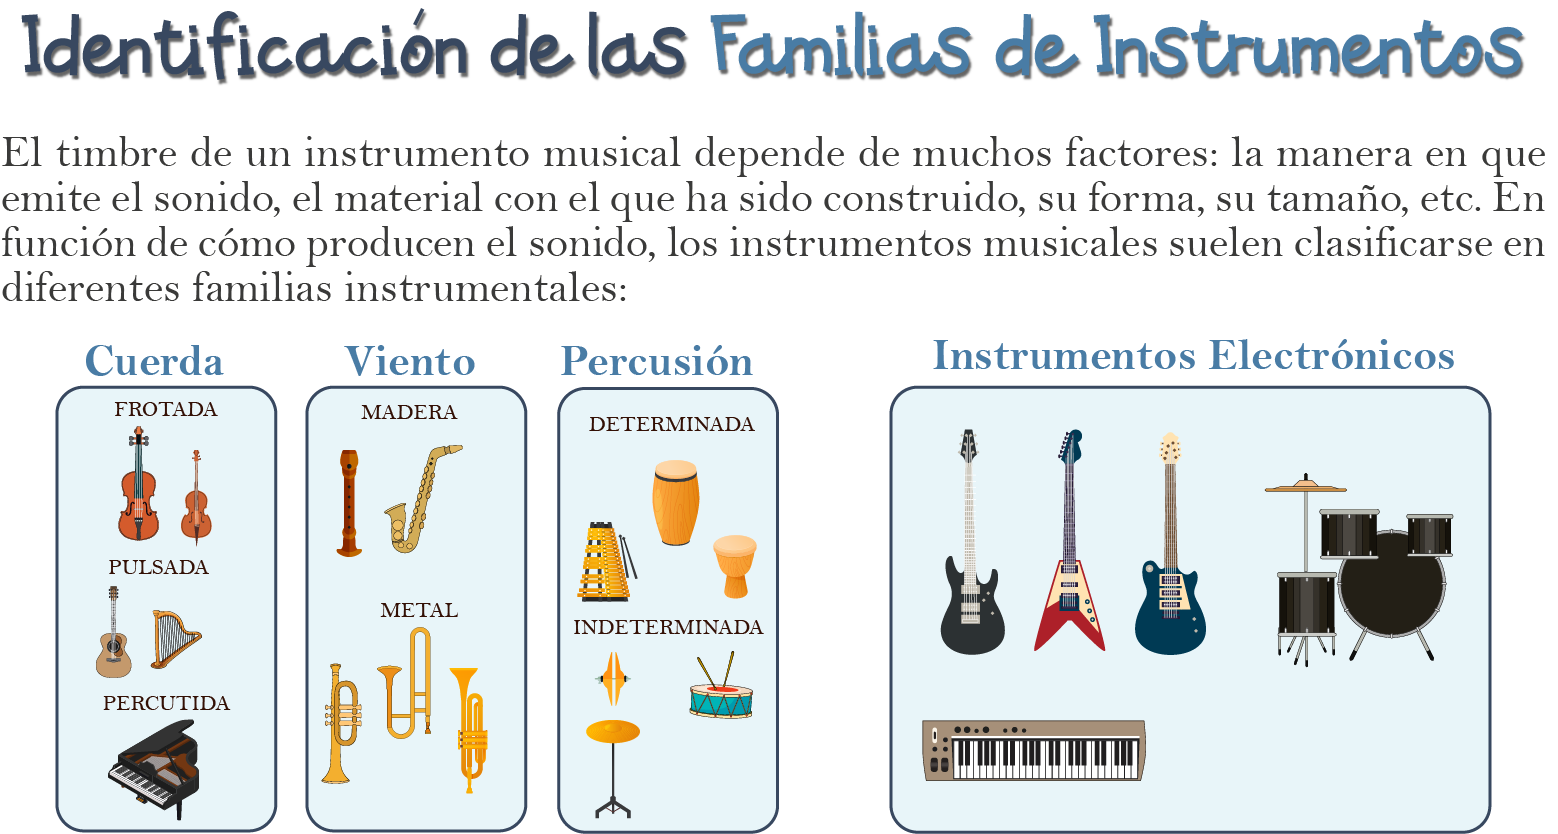 Identificación de las Familias de Instrumentos
El timbre de un instrumento musical depende de muchos factores: la manera en que
emite el sonido, el material con el que ha sido construido, su forma, su tamaño, etc. En
función de cómo producen el sonido, los instrumentos musicales suelen clasificarse en
diferentes familias instrumentales:
Cuerda
FROTADA
PULSADA
PERCUTIDA
Viento
MADERA
METAL
Percusión
DETERMINADA
INDETERMINADA
Instrumentos Electrónicos